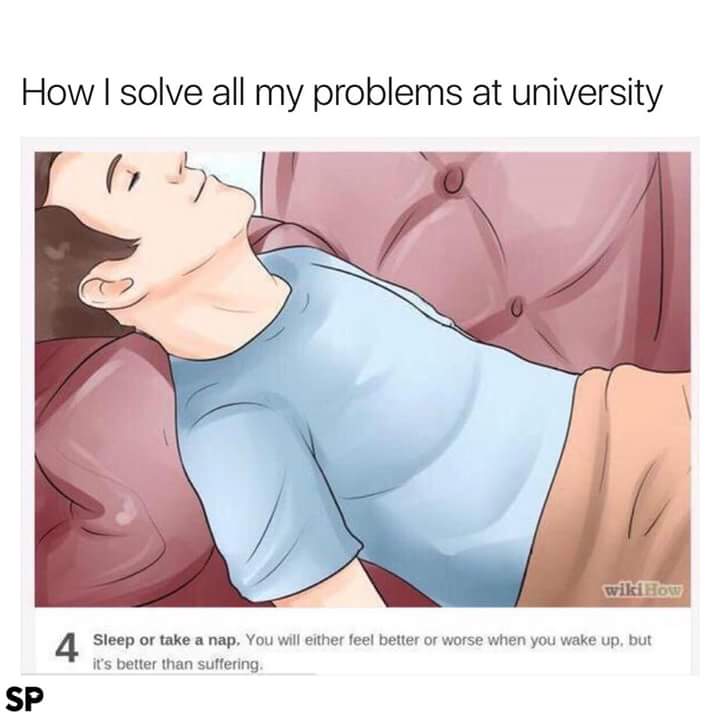 How I solve all my problems at university
wikiHow
4 Sleep or take a nap. You will either feel better or worse when you wake up, but
it's better than suffering.
SP